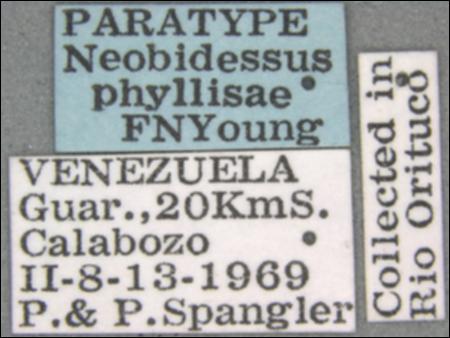 PARATYPE
Neobidessus
phyllisae
FNYoung
VENEZUELA
Guar.,20KmS.
Calabozo
II-8-13-1969
P.& P.Spangler
Collected in
Rio Orituco